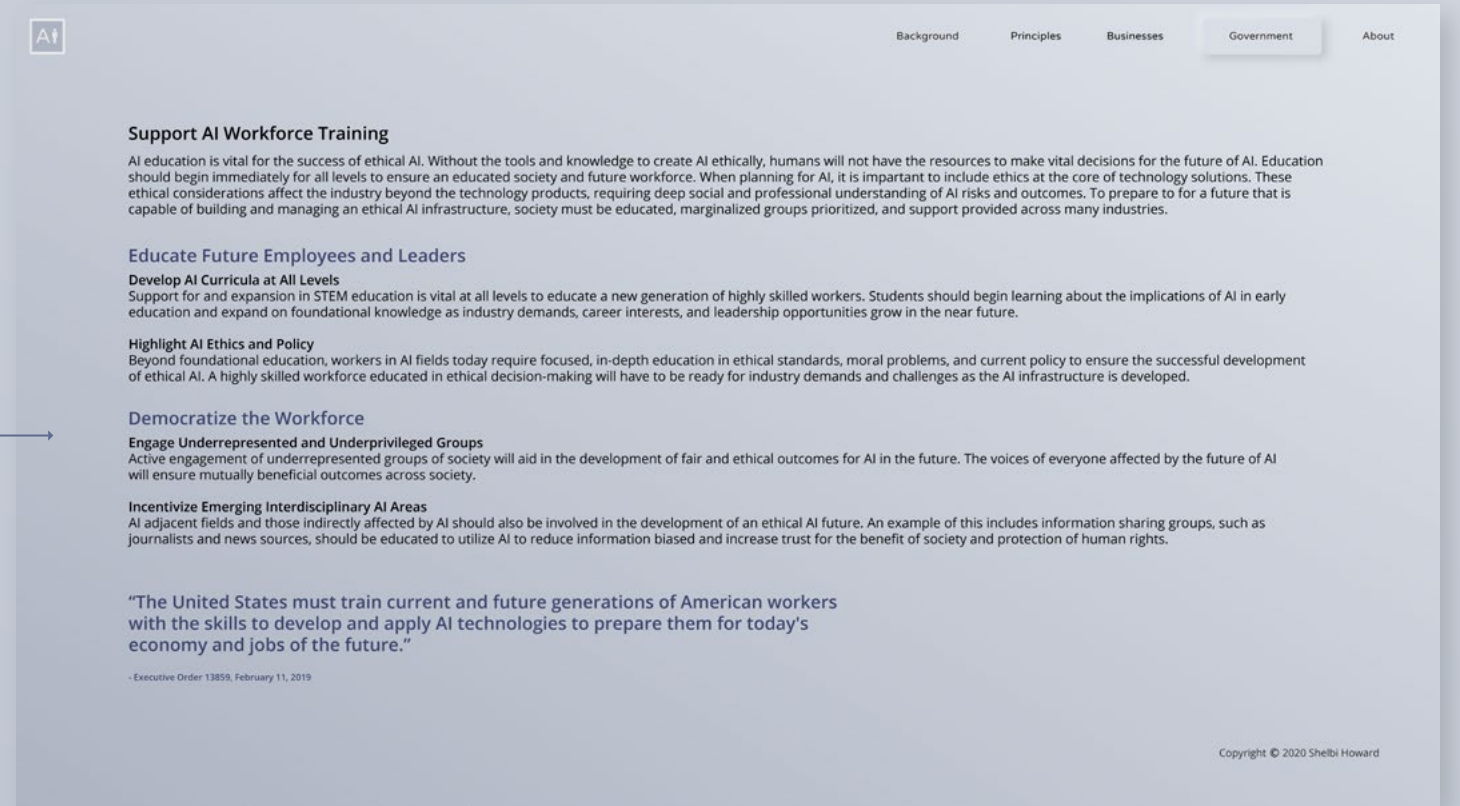 AI
Background Principles Businesses Government About
Support AI Workforce Training
AI education is vital for the success of ethical AI. Without the tools and knowledge to create AI ethically, humans will not have the resources to make vital decisions for the future of AI. Education
should begin immediately for all levels to ensure an educated society and future workforce. When planning for AI, it is impartant to include ethics at the core of technology solutions. These
ethical considerations affect the industry beyond the technology products, requiring deep social and professional understanding of AI risks and outcomes. To prepare to for a future that is
capable of building and managing an ethical AI infrastructure, society must be educated, marginalized groups prioritized, and support provided across many industries.
Educate Future Employees and Leaders
Develop AI Curricula at All Levels
Support for and expansion in STEM education is vital at all levels to educate a new generation of highly skilled workers. Students should begin learning about the implications of AI in early
education and expand on foundational knowledge as industry demands, career interests, and leadership opportunities grow in the near future.
Highlight AI Ethics and Policy
Beyond foundational education, workers in AI fields today require focused, in-depth education in ethical standards, moral problems, and current policy to ensure the successful development
of ethical AI. A highly skilled workforce educated in ethical decision-making will have to be ready for industry demands and challenges as the AI infrastructure is developed.
Democratize the Workforce
Engage Underrepresented and Underprivileged Groups
Active engagement of underrepresented groups of society will aid in the development of fair and ethical outcomes for AI in the future. The voices of everyone affected by the future of AI
will ensure mutually beneficial outcomes across society.
Incentivize Emerging Interdisciplinary AI Areas
AI adjacent fields and those indirectly affected by AI should also be involved in the development of an ethical AI future. An example of this includes information sharing groups, such as
journalists and news sources, should be educated to utilize AI to reduce information biased and increase trust for the benefit of society and protection of human rights.
“The United States must train current and future generations of American workers
with the skills to develop and apply AI technologies to prepare them for today's
economy and jobs of the future.”
- Executive Order 13859, February 11, 2019
Copyright © 2020 Shelbi Howard